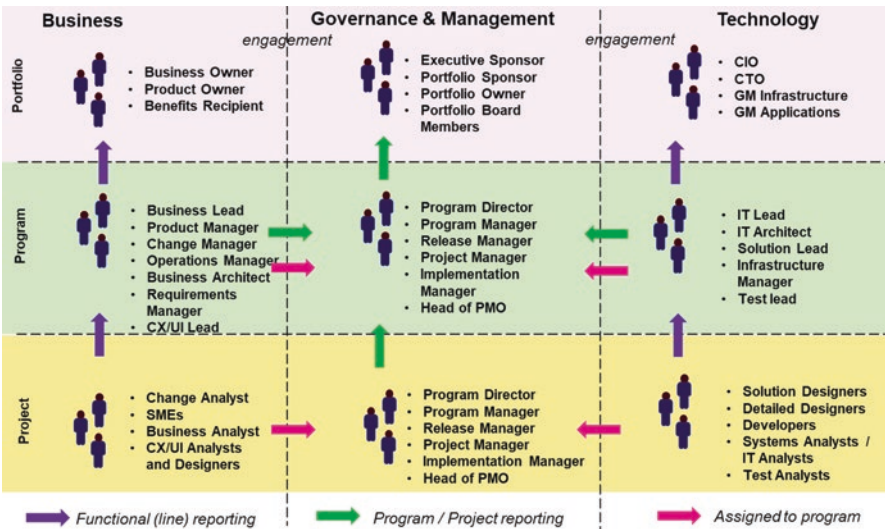 Business
Governance & Management
Technology
engagement
engagement
Portfolio
• Business Owner
• Product Owner
• Benefits Recipient
• Executive Sponsor
• Portfolio Sponsor
• Portfolio Owner
• Portfolio Board
Members
• CIO
• CTO
• GM Infrastructure
• GM Applications
Program
• Business Lead
• Product Manager
• Change Manager
• Operations Manager
• Business Architect
• Requirements
Manager
• CX/UI Lead
• Program Director
• Program Manager
• Release Manager
• Project Manager
• Implementation
Manager
• Head of PMO
• IT Lead
• IT Architect
• Solution Lead
• Infrastructure
Manager
• Test lead
Project
• Change Analyst
• SMEs
• Business Analyst
• CX/UI Analysts
and Designers
• Program Director
• Program Manager
• Release Manager
• Project Manager
• Implementation Manager
• Head of PMO
• Solution Designers
• Detailed Designers
• Developers
• Systems Analysts /
IT Analysts
• Test Analysts
Functional (line) reporting
Program / Project reporting
Assigned to program